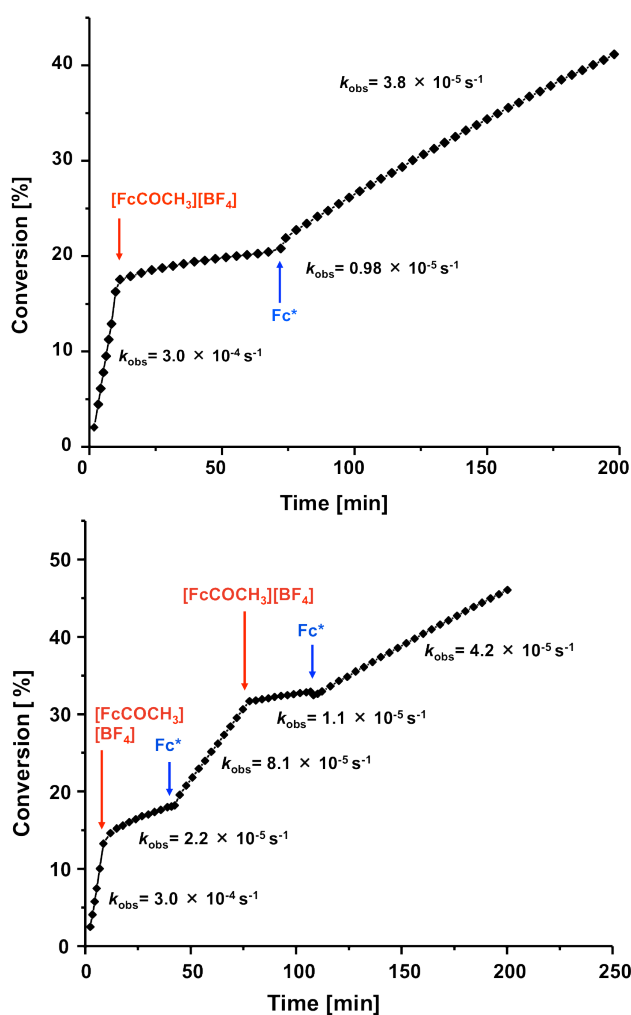 40
30
20
10
0
0
50
100
150
200
Conversion [%]
Time [min]
kobs= 3.8 × 10-5 s-1
[FcCOCH3][BF4]
kobs= 0.98 × 10-5 s-1
Fc*
kobs= 3.0 × 10-4 s-1
50
40
30
20
10
0
0
50
100
150
200
250
Conversion [%]
Time [min]
[FcCOCH3][BF4]
Fc*
kobs= 4.2 × 10-5 s-1
[FcCOCH3]
[BF4]
Fc*
kobs= 1.1 × 10-5 s-1
kobs= 8.1 × 10-5 s-1
kobs= 2.2 × 10-5 s-1
kobs= 3.0 × 10-4 s-1